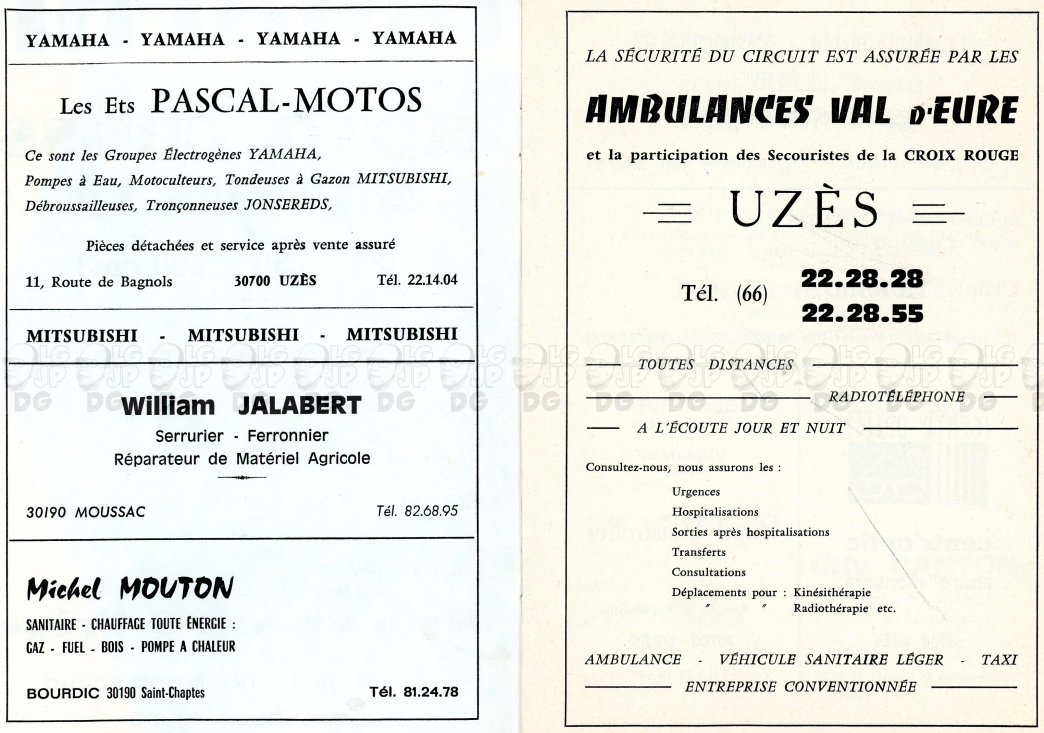 YAMAHA - YAMAHA - YAMAHA - YAMAHA
Les Ets PASCAL-MOTOS
Ce sont les Groupes Électrogènes YAMAHA,
Pompes à Eau, Motoculteurs, Tondeuses à Gazon MITSUBISHI,
Débroussailleuses, Tronçonneuses JONSEREDS,
Pièces détachées et service après vente assuré
11, Route de Bagnols 30700 UZÈS Tél. 22.14.04
MITSUBISHI - MITSUBISHI - MITSUBISHI
William JALABERT
Serrurier - Ferronnier
Réparateur de Matériel Agricole
30190 MOUSSAC Tél. 82.68.95
Michel MOUTON
SANITAIRE - CHAUFFAGE TOUTE ÉNERGIE :
GAZ - FUEL - BOIS - POMPE A CHALEUR
BOURDIC 30190 Saint-Chaptes Tél. 81.24.78
LA SÉCURITÉ DU CIRCUIT EST ASSURÉE PAR LES
AMBULANCES VAL D'EURE
et la participation des Secouristes de la CROIX ROUGE
UZÈS
Tél. (66) 22.28.28
22.28.55
TOUTES DISTANCES
RADIOTÉLÉPHONE
A L'ÉCOUTE JOUR ET NUIT
Consultez-nous, nous assurons les :
Urgences
Hospitalisations
Sorties après hospitalisations
Transferts
Consultations
Déplacements pour : Kinésithérapie
" " Radiothérapie etc.
AMBULANCE - VÉHICULE SANITAIRE LÉGER - TAXI
ENTREPRISE CONVENTIONNÉE